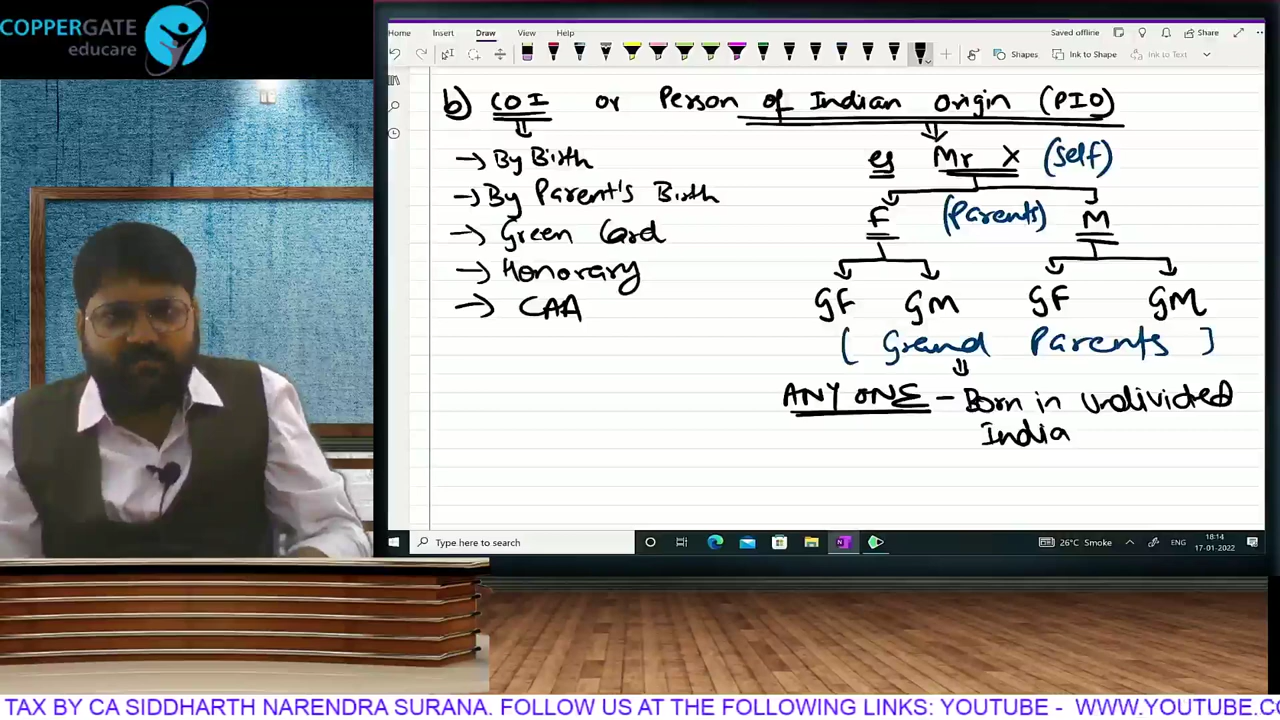 COPPERGATE
educare
Home Insert Draw View Help
Saved offline
Share
Shapes
Ink to Shape
Ink to Text
b) COI or Person of Indian Origin (PIO)
→ By Birth
→ By Parent's Birth
→ Green Card
→ Honorary
→ CAA
eg Mr X (Self)
F (Parents) M
GF GM GF GM
( Grand Parents )
ANY ONE - Born in undivided
India
Type here to search
26°C Smoke
ENG
18:14
17-01-2022
TAX BY CA SIDDHARTH NARENDRA SURANA. FOLLOW US AT THE FOLLOWING LINKS: YOUTUBE - WWW.YOUTUBE.CO